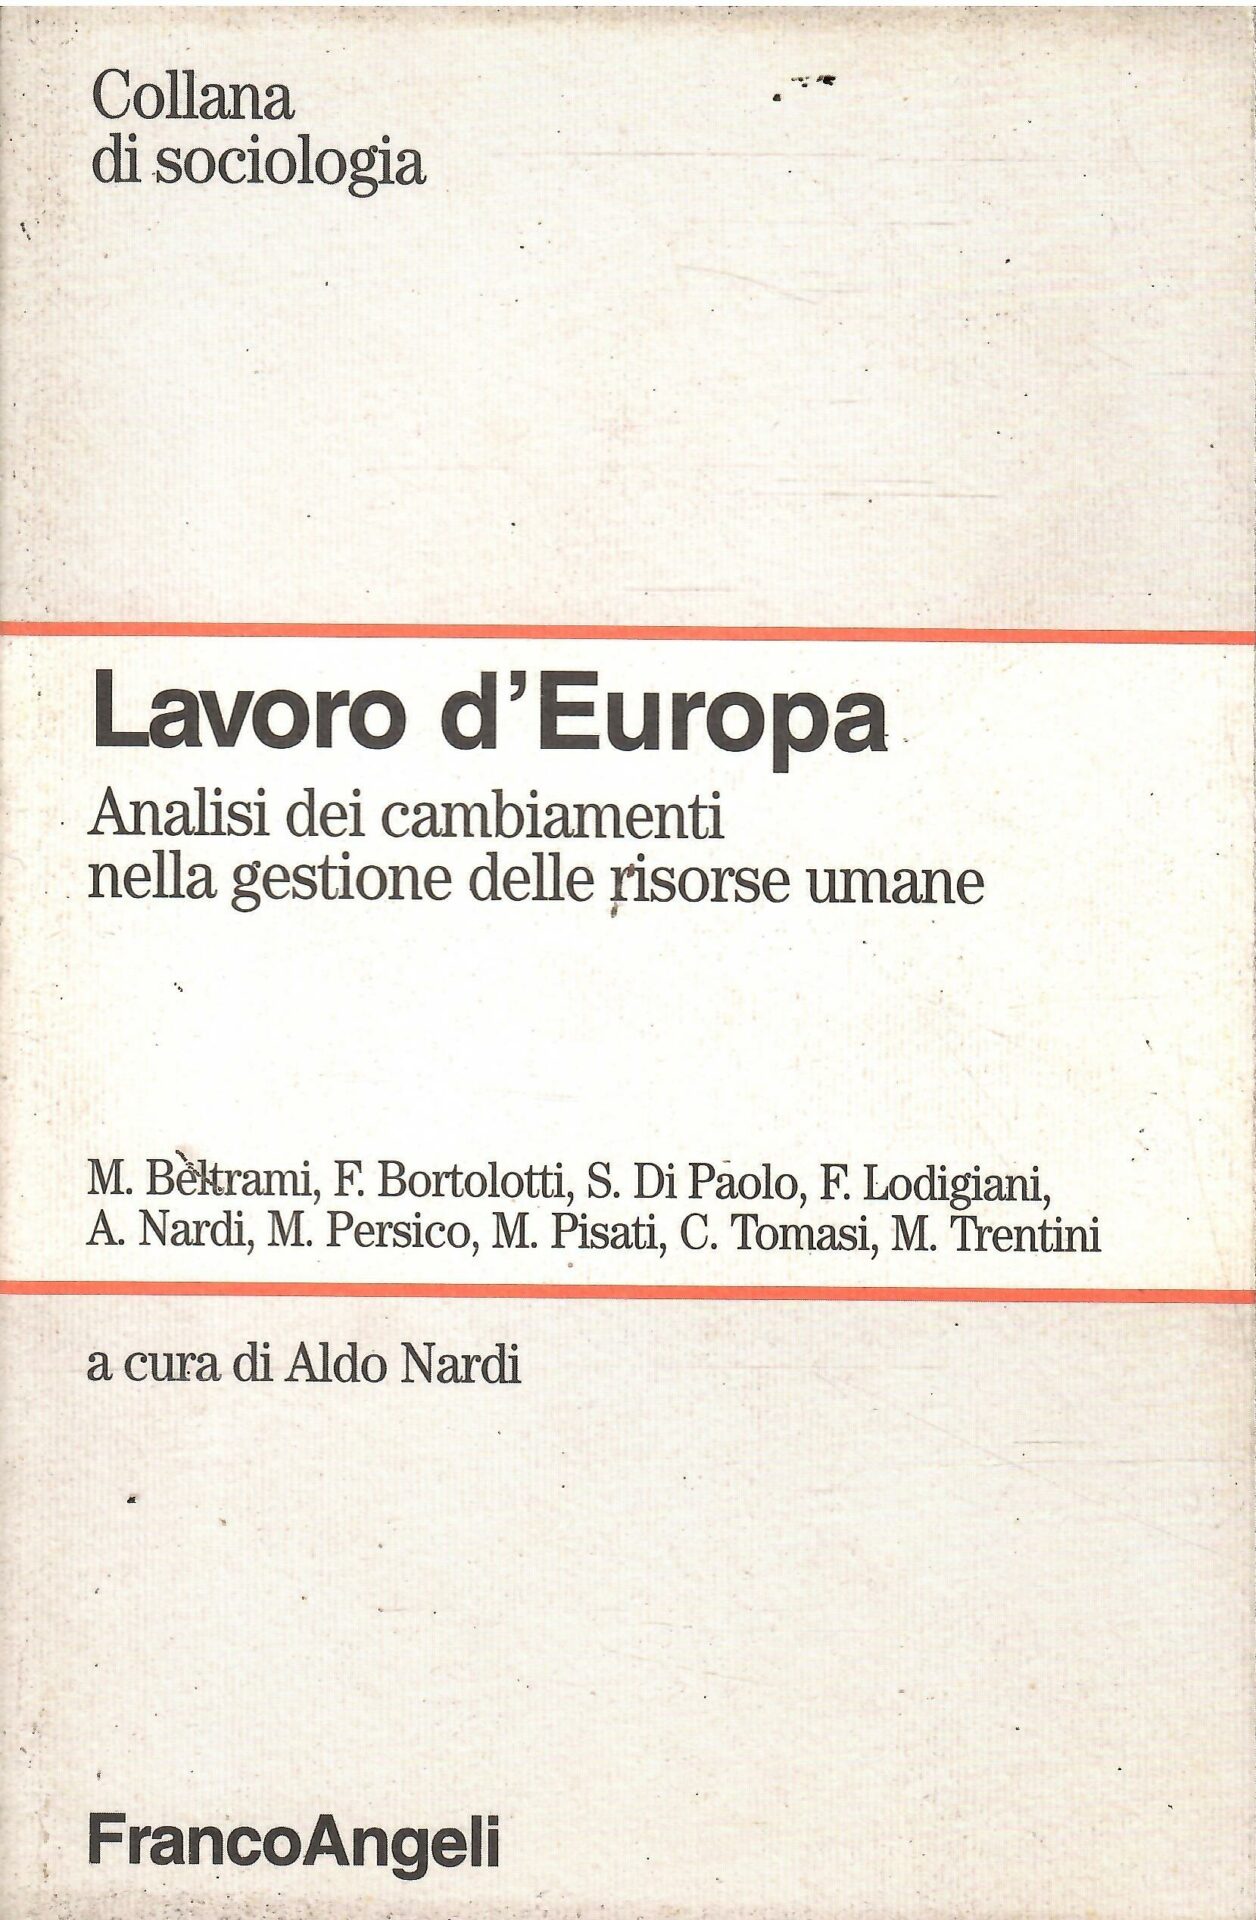 Collana
di sociologia
Lavoro d'Europa
Analisi dei cambiamenti
nella gestione delle risorse umane
M. Beltrami, F. Bortolotti, S. Di Paolo, F. Lodigiani,
A. Nardi, M. Persico, M. Pisati, C. Tomasi, M. Trentini
a cura di Aldo Nardi
FrancoAngeli